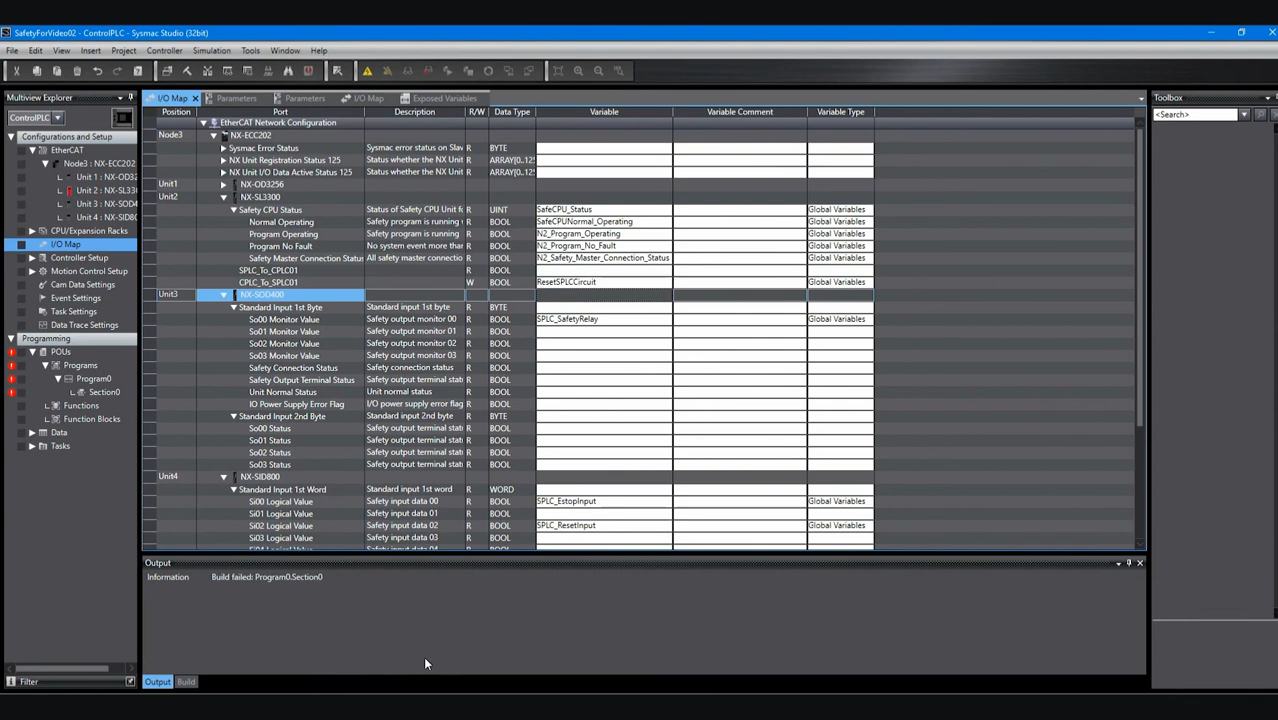 SafetyForVideo02 - ControlPLC - Sysmac Studio (32bit)
File Edit View Insert Project Controller Simulation Tools Window Help
Multiview Explorer
ControlPLC
Configurations and Setup
EtherCAT
Node3 : NX-ECC202
Unit 1 : NX-OD3
Unit 2 : NX-SL33
Unit 3 : NX-SOD4
Unit 4 : NX-SID80
CPU/Expansion Racks
I/O Map
Controller Setup
Motion Control Setup
Cam Data Settings
Event Settings
Task Settings
Data Trace Settings
Programming
POUs
Programs
Program0
Section0
Functions
Function Blocks
Data
Tasks
Filter
I/O Map Parameters Parameters I/O Map Exposed Variables
Position Port Description R/W Data Type Variable Variable Comment Variable Type
EtherCAT Network Configuration
Node3 NX-ECC202
Sysmac Error Status Sysmac error status on Slav R BYTE
NX Unit Registration Status 125 Status whether the NX Unit R ARRAY[0..12
NX Unit I/O Data Active Status 125 Status whether the NX Unit R ARRAY[0..12
Unit1 NX-OD3256
Unit2 NX-SL3300
Safety CPU Status Status of Safety CPU Unit fo R UINT SafeCPU_Status Global Variables
Normal Operating Safety program is running R BOOL SafeCPUNormal_Operating Global Variables
Program Operating Safety program is running R BOOL N2_Program_Operating Global Variables
Program No Fault No system event more than R BOOL N2_Program_No_Fault Global Variables
Safety Master Connection Status All safety master connectio R BOOL N2_Safety_Master_Connection_Status Global Variables
SPLC_To_CPLC01 R BOOL
CPLC_To_SPLC01 W BOOL ResetSPLCCircuit Global Variables
Unit3 NX-SOD400
Standard Input 1st Byte Standard input 1st byte R BYTE
So00 Monitor Value Safety output monitor 00 R BOOL SPLC_SafetyRelay Global Variables
So01 Monitor Value Safety output monitor 01 R BOOL
So02 Monitor Value Safety output monitor 02 R BOOL
So03 Monitor Value Safety output monitor 03 R BOOL
Safety Connection Status Safety connection status R BOOL
Safety Output Terminal Status Safety output terminal stat R BOOL
Unit Normal Status Unit normal status R BOOL
IO Power Supply Error Flag I/O power supply error flag R BOOL
Standard Input 2nd Byte Standard input 2nd byte R BYTE
So00 Status Safety output terminal stat R BOOL
So01 Status Safety output terminal stat R BOOL
So02 Status Safety output terminal stat R BOOL
So03 Status Safety output terminal stat R BOOL
Unit4 NX-SID800
Standard Input 1st Word Standard input 1st word R WORD
Si00 Logical Value Safety input data 00 R BOOL SPLC_EstopInput Global Variables
Si01 Logical Value Safety input data 01 R BOOL
Si02 Logical Value Safety input data 02 R BOOL SPLC_ResetInput Global Variables
Si03 Logical Value Safety input data 03 R BOOL
Output
Information Build failed: Program0.Section0
Output Build
Toolbox
<Search>